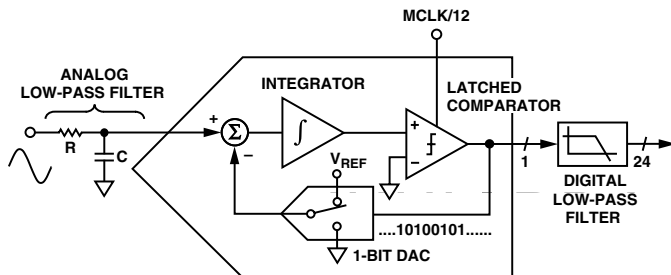 MCLK/12
ANALOG
LOW-PASS FILTER
INTEGRATOR
LATCHED
COMPARATOR
+
Σ
−
∫
+
−
R
C
VREF
1
24
DIGITAL
LOW-PASS
FILTER
....10100101......
1-BIT DAC